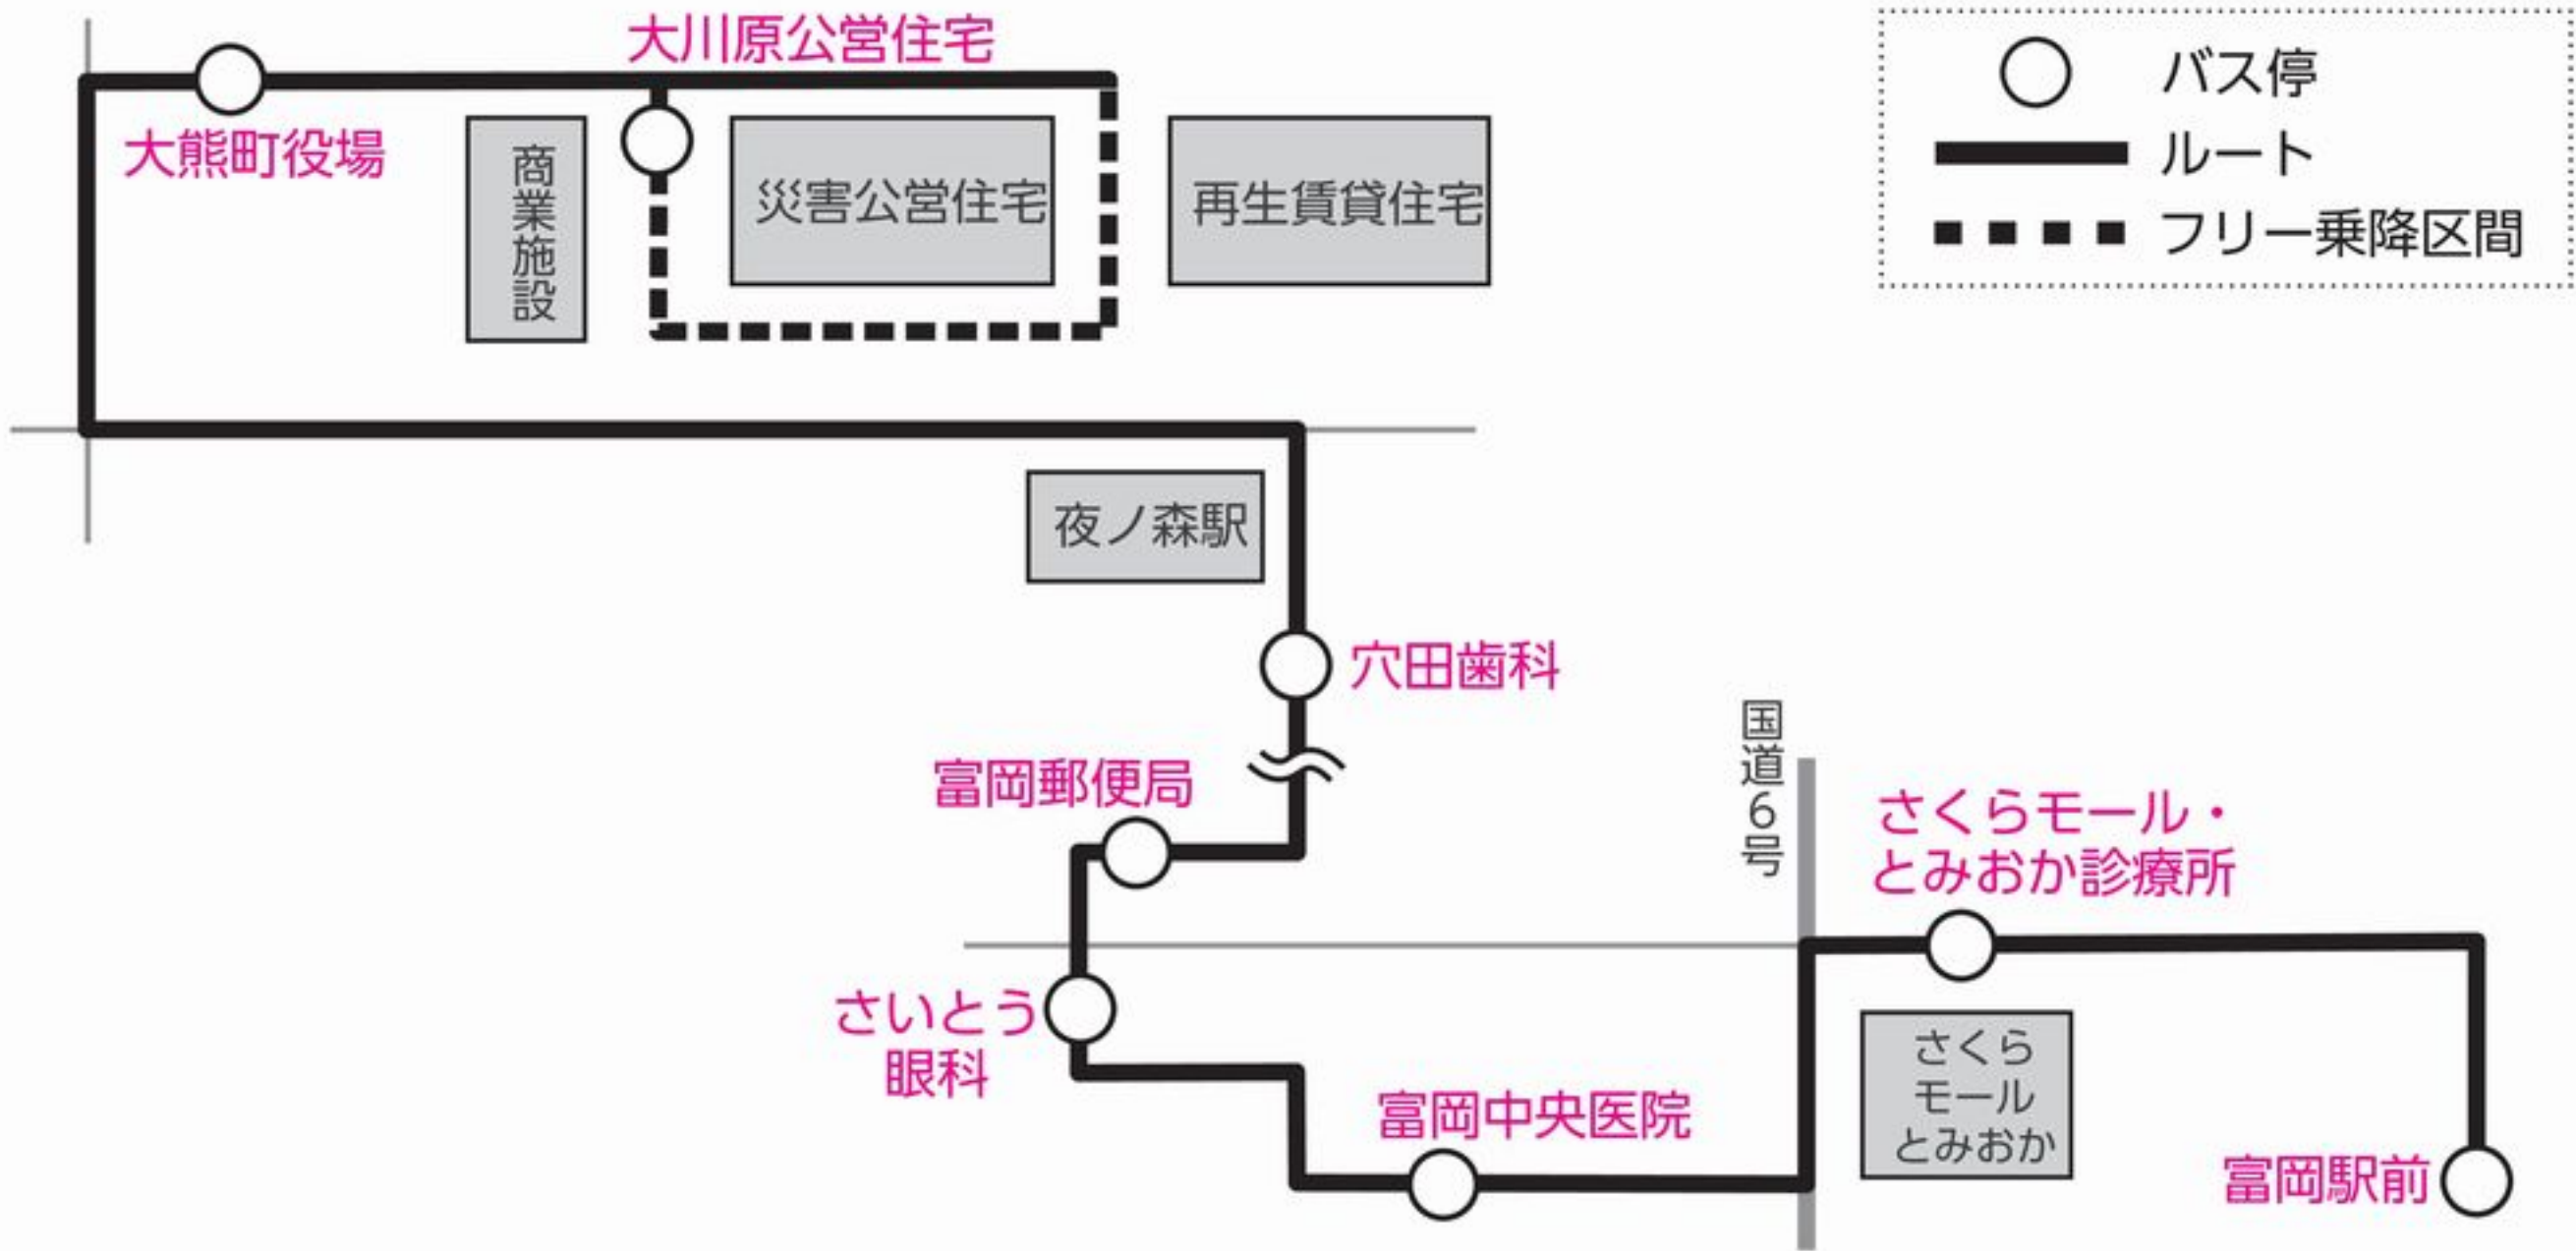 大川原公営住宅
大熊町役場
商業施設
災害公営住宅
再生賃貸住宅
バス停
ルート
フリー乗降区間
夜ノ森駅
穴田歯科
富岡郵便局
国道6号
さくらモール・
とみおか診療所
さいとう
眼科
富岡中央医院
さくら
モール
とみおか
富岡駅前